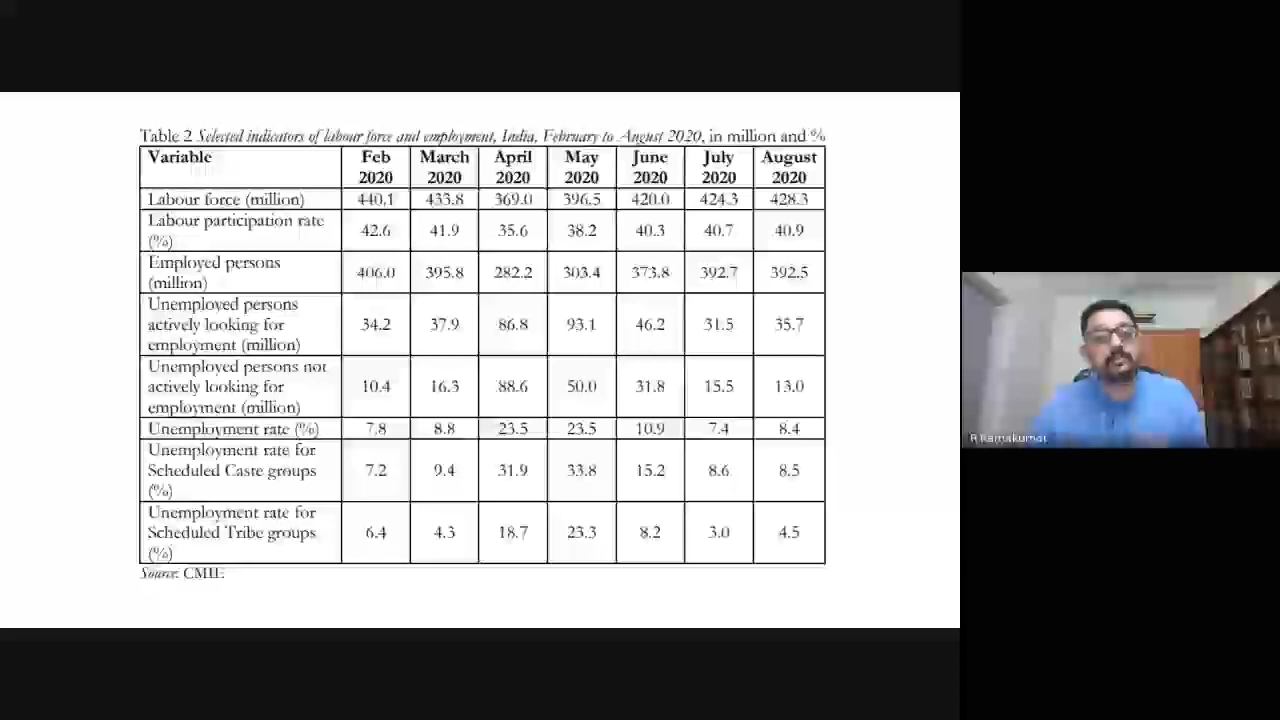 Table 2 Selected indicators of labour force and employment, India, February to August 2020, in million and %
Variable Feb 2020 March 2020 April 2020 May 2020 June 2020 July 2020 August 2020
Labour force (million) 440.1 433.8 369.0 396.5 420.0 424.3 428.3
Labour participation rate (%) 42.6 41.9 35.6 38.2 40.3 40.7 40.9
Employed persons (million) 406.0 395.8 282.2 303.4 373.8 392.7 392.5
Unemployed persons actively looking for employment (million) 34.2 37.9 86.8 93.1 46.2 31.5 35.7
Unemployed persons not actively looking for employment (million) 10.4 16.3 88.6 50.0 31.8 15.5 13.0
Unemployment rate (%) 7.8 8.8 23.5 23.5 10.9 7.4 8.4
Unemployment rate for Scheduled Caste groups (%) 7.2 9.4 31.9 33.8 15.2 8.6 8.5
Unemployment rate for Scheduled Tribe groups (%) 6.4 4.3 18.7 23.3 8.2 3.0 4.5
Source: CMIE
R Ramakumar